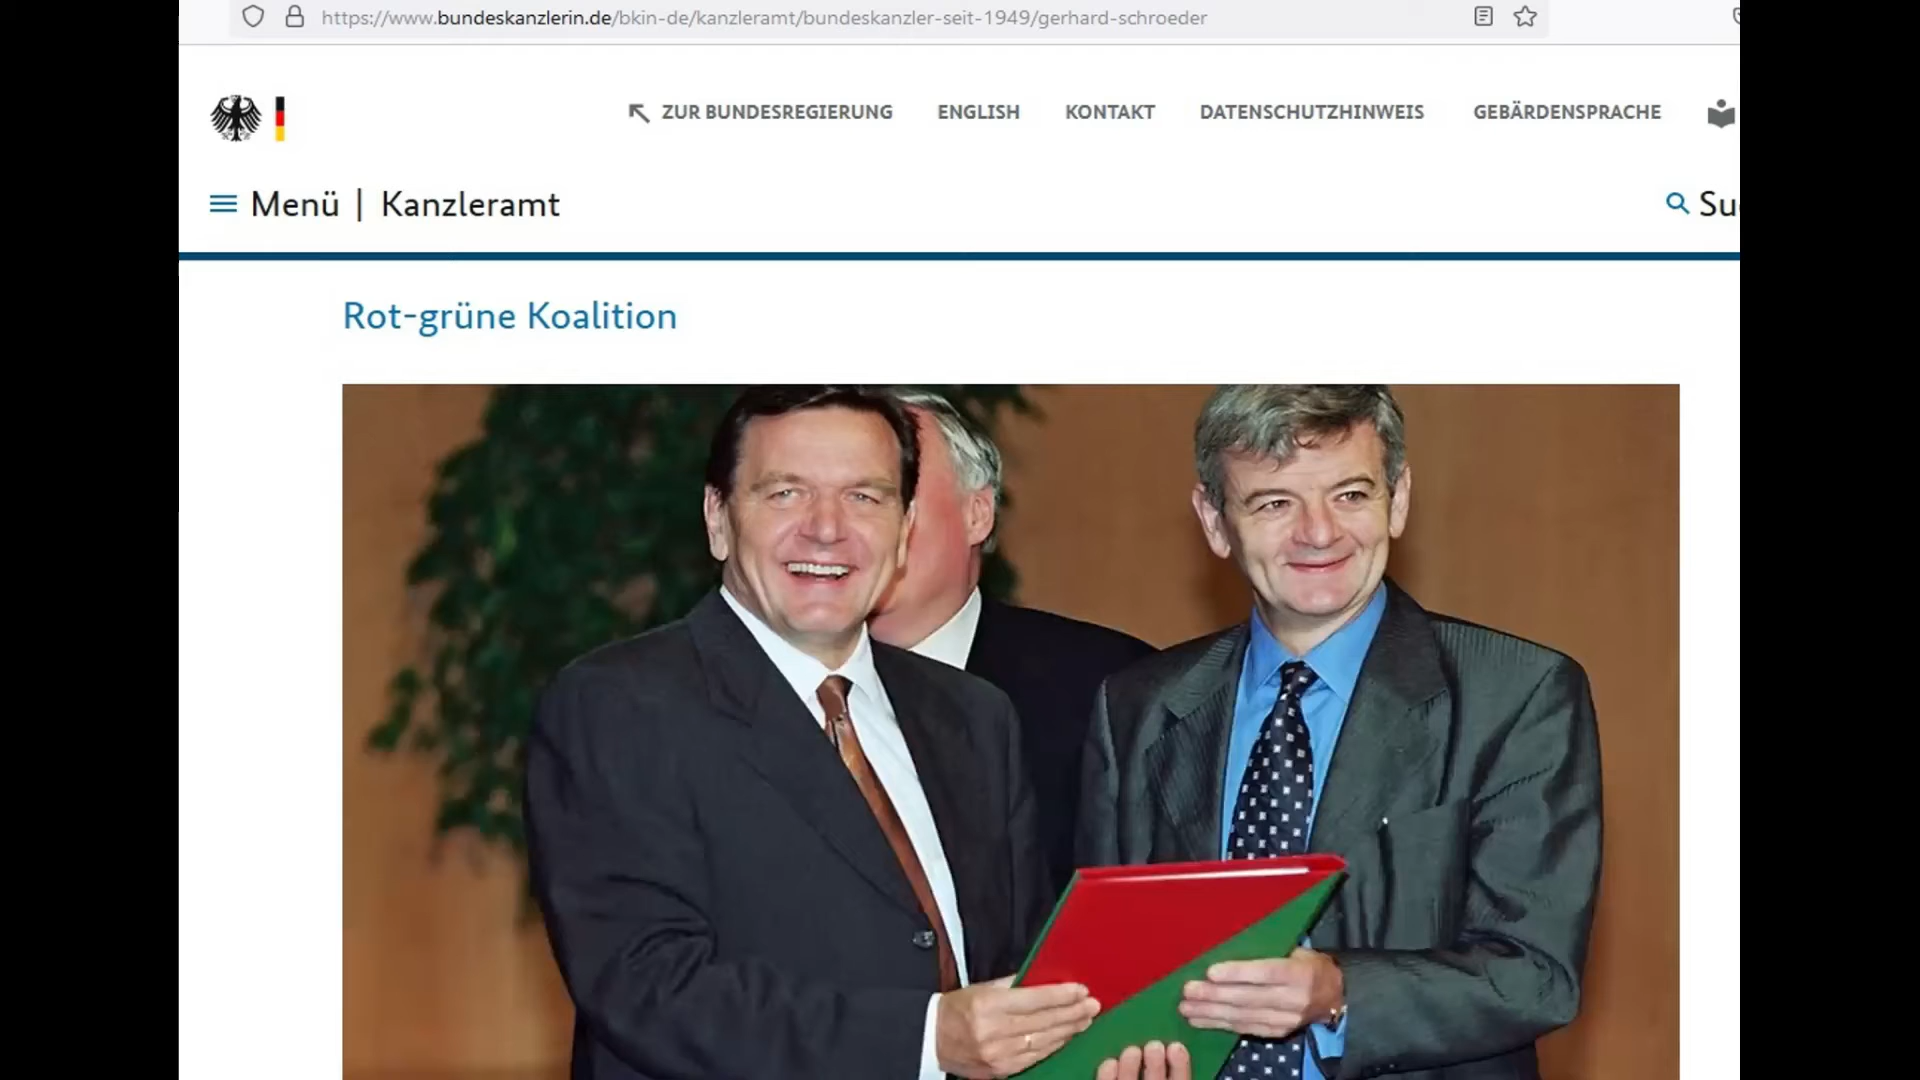 https://www.bundeskanzlerin.de/bkin-de/kanzleramt/bundeskanzler-seit-1949/gerhard-schroeder
ZUR BUNDESREGIERUNG ENGLISH KONTAKT DATENSCHUTZHINWEIS GEBÄRDENSPRACHE
Menü | Kanzleramt Su
Rot-grüne Koalition